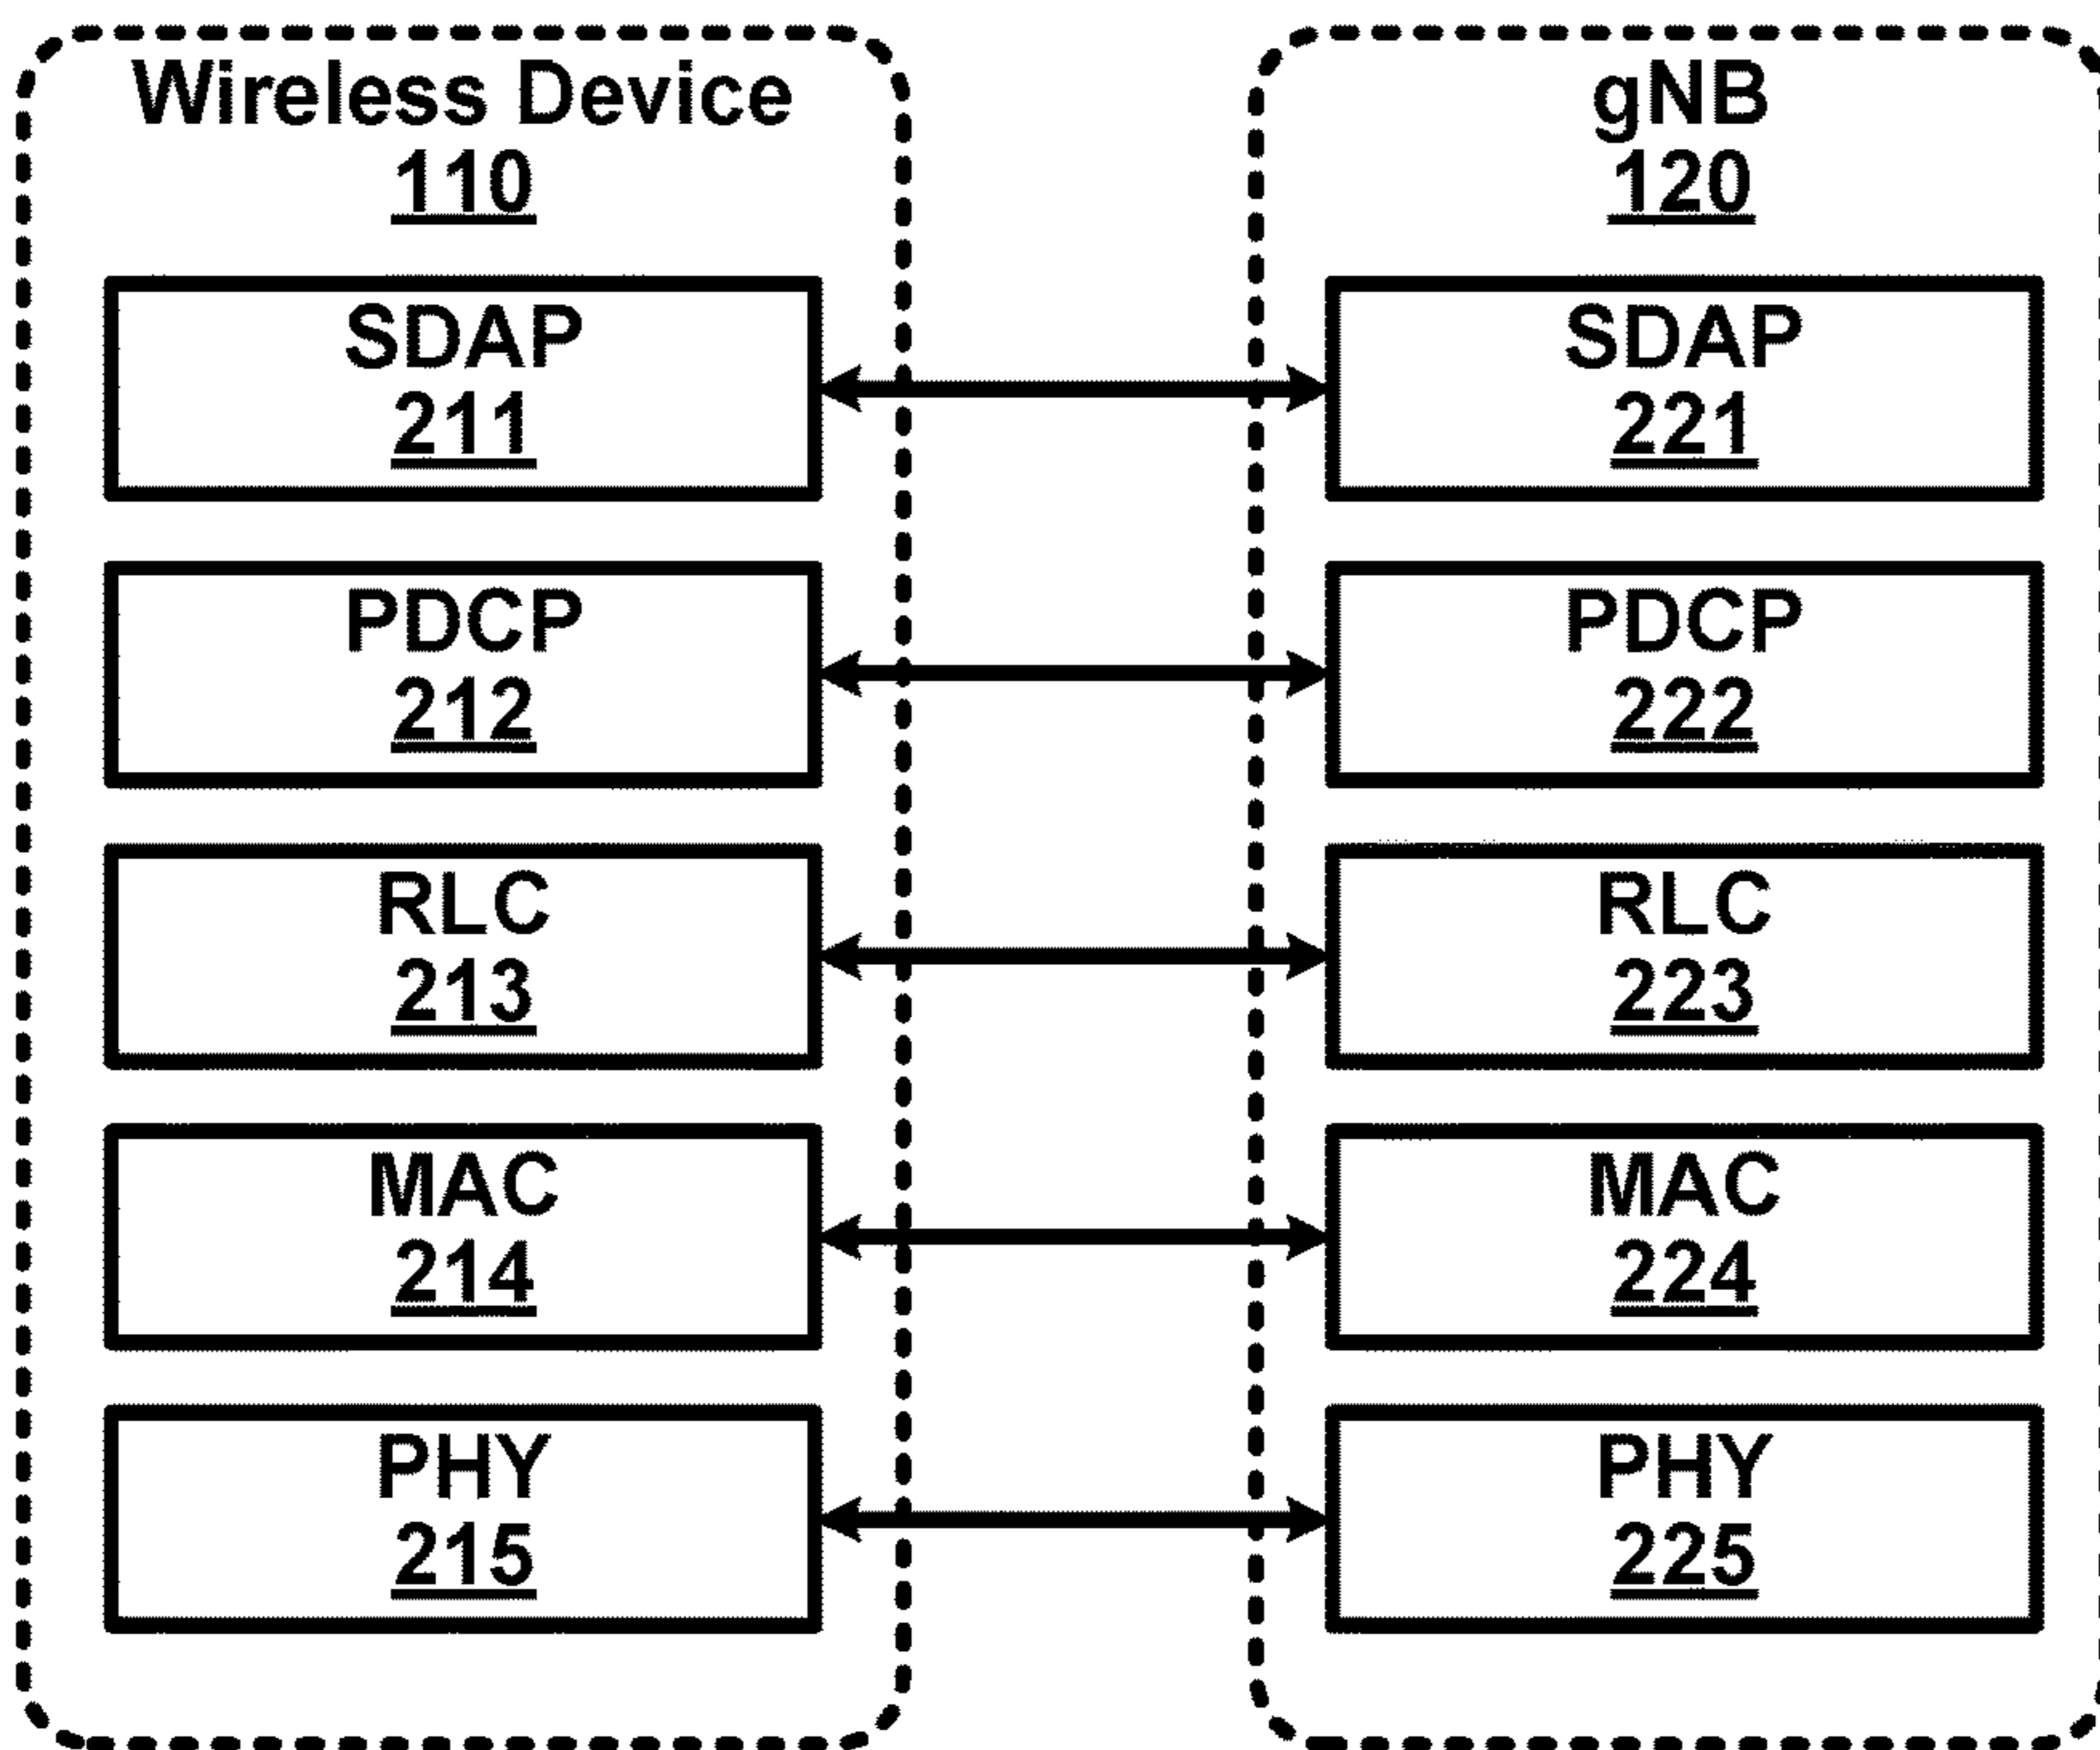 Wireless Device
110
SDAP
211
PDCP
212
RLC
213
MAC
214
PHY
215
gNB
120
SDAP
221
PDCP
222
RLC
223
MAC
224
PHY
225